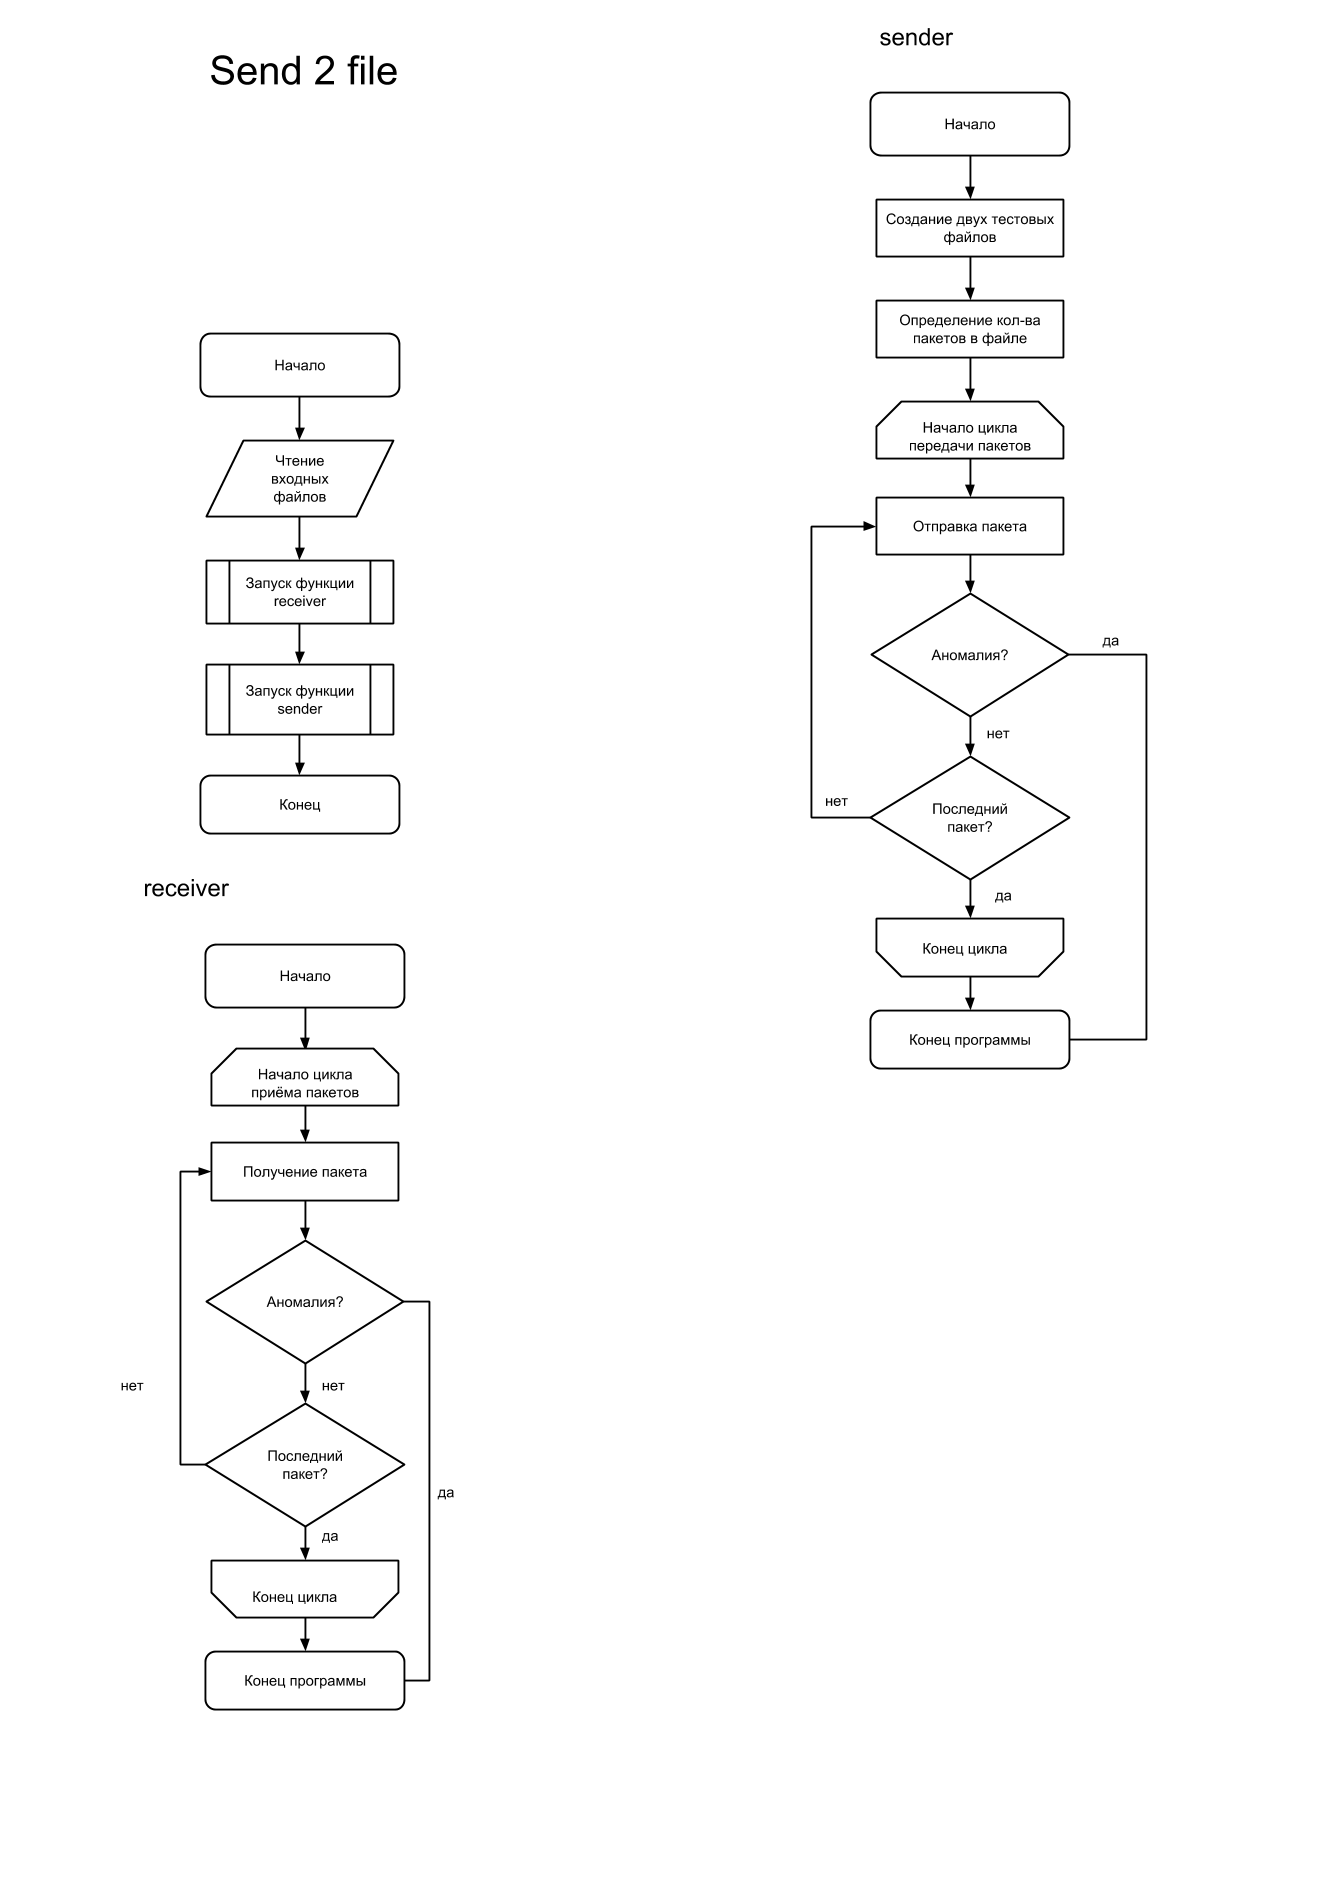 Send 2 file
Начало
Чтение
входных
файлов
Запуск функции
receiver
Запуск функции
sender
Конец
receiver
Начало
Начало цикла
приёма пакетов
Получение пакета
Аномалия?
нет
нет
Последний
пакет?
да
да
Конец цикла
Конец программы
sender
Начало
Создание двух тестовых
файлов
Определение кол-ва
пакетов в файле
Начало цикла
передачи пакетов
Отправка пакета
Аномалия?
да
нет
нет
Последний
пакет?
да
Конец цикла
Конец программы